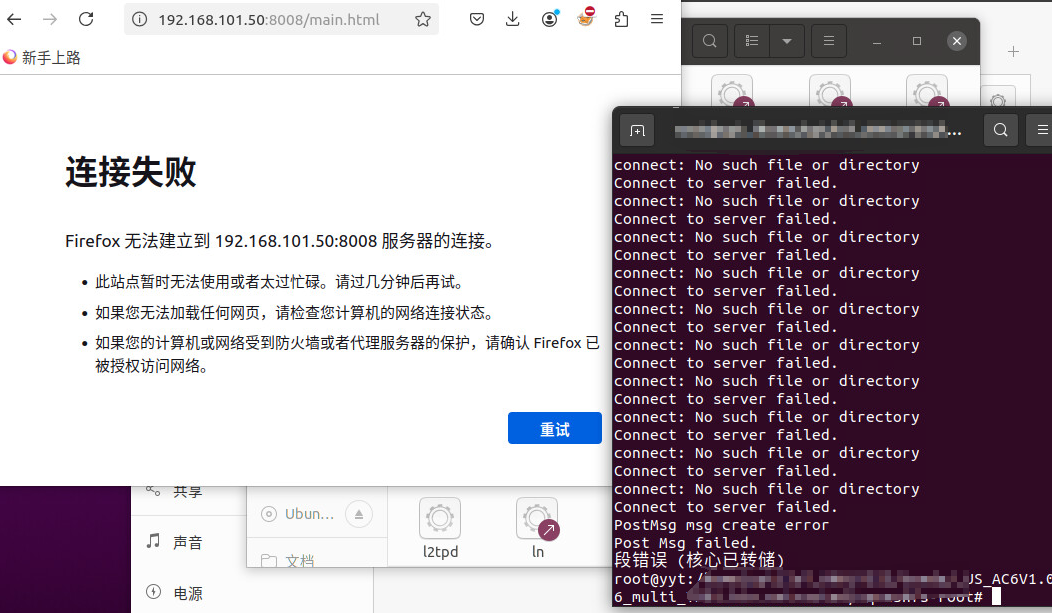 192.168.101.50:8008/main.html
新手上路
连接失败
Firefox 无法建立到 192.168.101.50:8008 服务器的连接。
此站点暂时无法使用或者太过忙碌。请过几分钟后再试。
如果您无法加载任何网页，请检查您计算机的网络连接状态。
如果您的计算机或网络受到防火墙或者代理服务器的保护，请确认 Firefox 已
被授权访问网络。
重试
共享
声音
电源
Ubun...
文档
l2tpd
ln
...
connect: No such file or directory
Connect to server failed.
connect: No such file or directory
Connect to server failed.
connect: No such file or directory
Connect to server failed.
connect: No such file or directory
Connect to server failed.
connect: No such file or directory
Connect to server failed.
connect: No such file or directory
Connect to server failed.
connect: No such file or directory
Connect to server failed.
connect: No such file or directory
Connect to server failed.
connect: No such file or directory
Connect to server failed.
connect: No such file or directory
Connect to server failed.
PostMsg msg create error
Post Msg failed.
段错误 (核心已转储)
root@yyt:/ US_AC6V1.0
6_multi_ root#